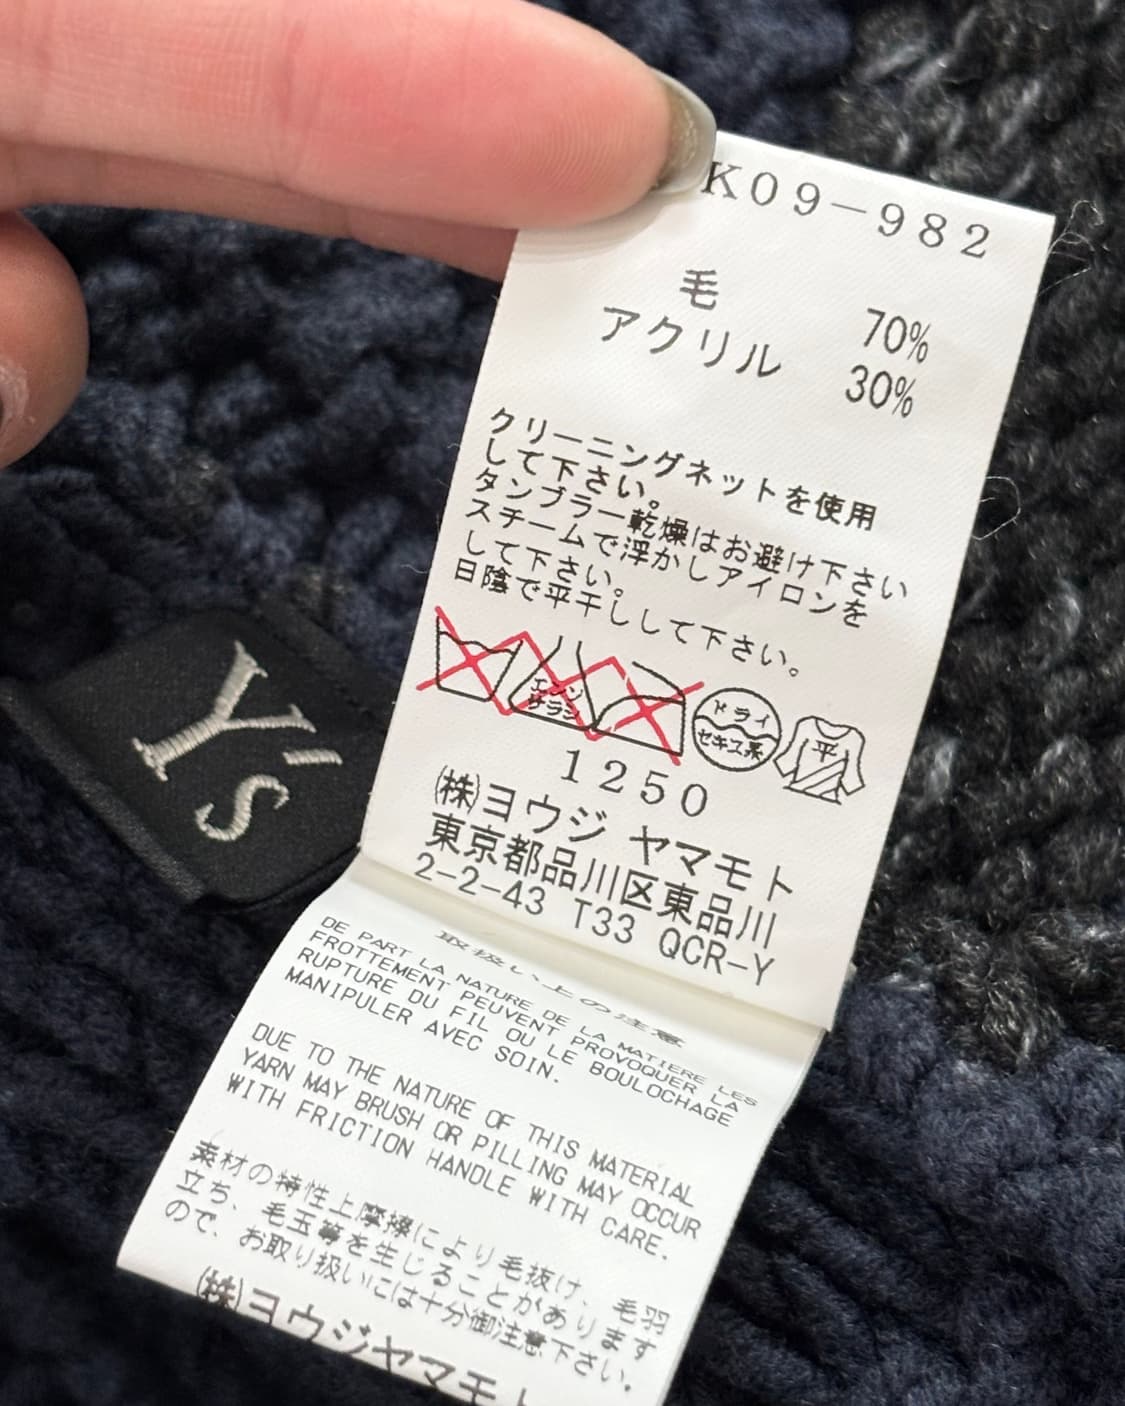 K09-982
毛 70%
アクリル 30%
クリーニングネットを使用
して下さい。
タンブラー乾燥はお避け下さい
スチームで浮かしアイロンを
して下さい。
日陰で平干しして下さい。
エンソ
サラシ
ドライ
セキユ系
平
1250
㈱ヨウジ ヤマモト
東京都品川区東品川
2-2-43 T33 QCR-Y
Y's
取扱い上の注意
DE PART LA NATURE DE LA MATIERE LES
FROTTEMENT PEUVENT PROVOQUER LA
RUPTURE DU FIL OU LE BOULOCHAGE
MANIPULER AVEC SOIN.
DUE TO THE NATURE OF THIS MATERIAL
YARN MAY BRUSH OR PILLING MAY OCCUR
WITH FRICTION HANDLE WITH CARE.
素材の特性上摩擦により毛抜け、毛羽
立ち、毛玉等を生じることがあります
ので、お取り扱いには十分御注意下さい。
㈱ヨウジヤマモト